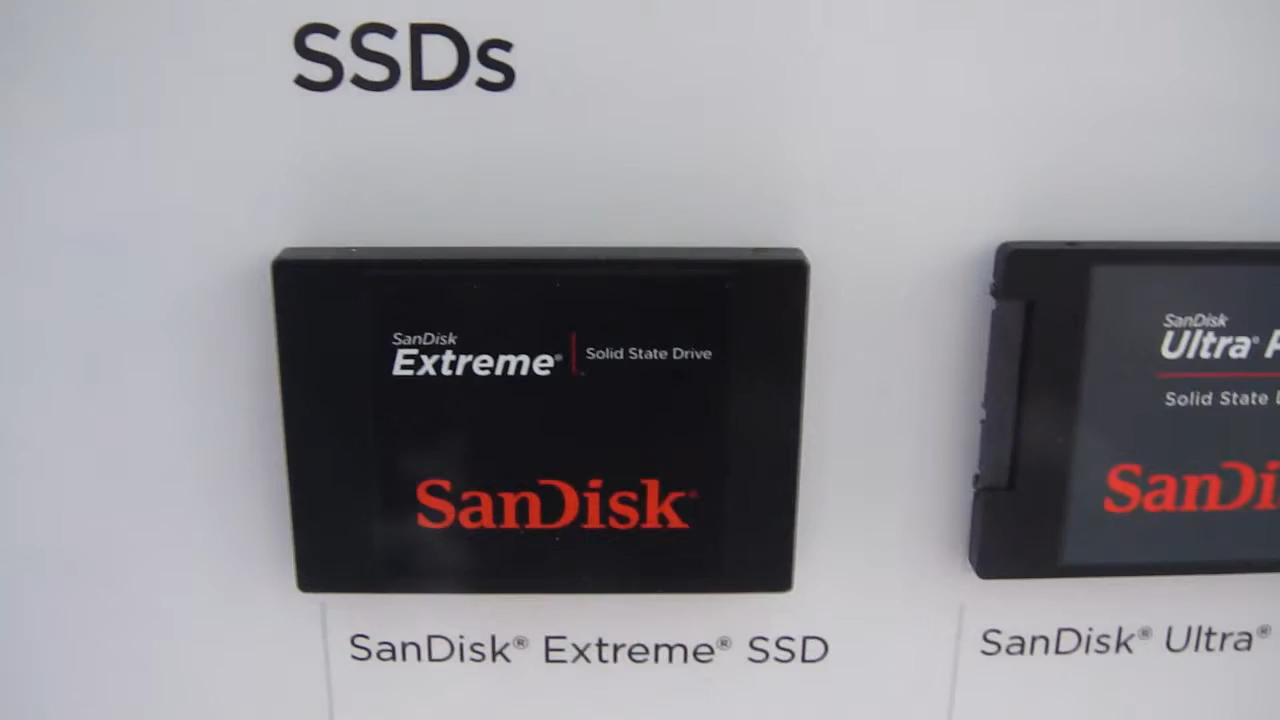 SSDs
SanDisk
Extreme® | Solid State Drive
SanDisk®
SanDisk® Extreme® SSD
SanDisk
Ultra®
Solid State
SanDisk® Ultra®